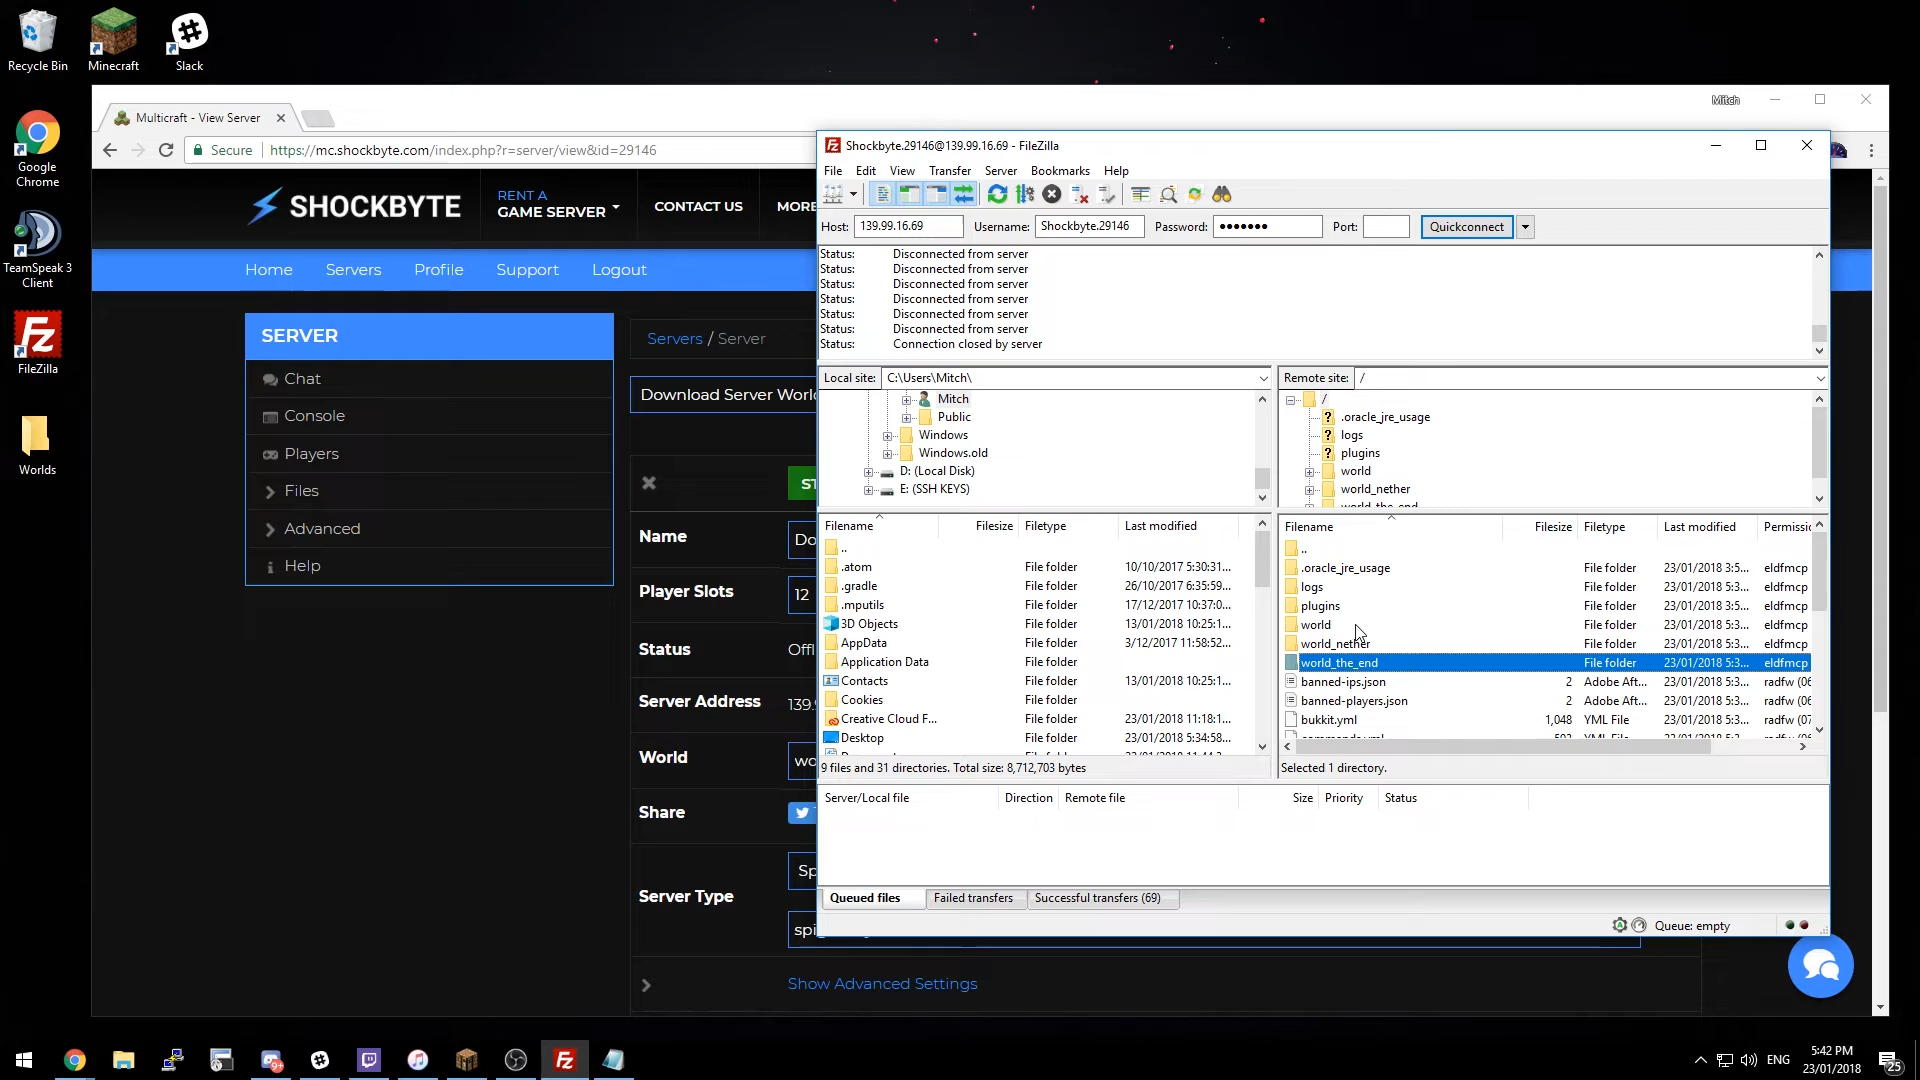 Recycle Bin
Minecraft
Slack
Google Chrome
TeamSpeak 3 Client
FileZilla
Worlds
Mitch
Multicraft - View Server
Secure
https://mc.shockbyte.com/index.php?r=server/view&id=29146
SHOCKBYTE
RENT A
GAME SERVER
CONTACT US
MORE
Home
Servers
Profile
Support
Logout
SERVER
Chat
Console
Players
Files
Advanced
Help
Servers / Server
Download Server World
Name
Player Slots
12
Status
Server Address
139.
World
Share
Server Type
Show Advanced Settings
Shockbyte.29146@139.99.16.69 - FileZilla
File Edit View Transfer Server Bookmarks Help
Host: 139.99.16.69 Username: Shockbyte.29146 Password: ••••••• Port: Quickconnect
Status: Disconnected from server
Status: Disconnected from server
Status: Disconnected from server
Status: Disconnected from server
Status: Disconnected from server
Status: Disconnected from server
Status: Connection closed by server
Local site: C:\Users\Mitch\
Mitch
Public
Windows
Windows.old
D: (Local Disk)
E: (SSH KEYS)
Filename Filesize Filetype Last modified
..
.atom File folder 10/10/2017 5:30:31...
.gradle File folder 26/10/2017 6:35:59...
.mputils File folder 17/12/2017 10:37:0...
3D Objects File folder 13/01/2018 10:25:1...
AppData File folder 3/12/2017 11:58:52...
Application Data File folder
Contacts File folder 13/01/2018 10:25:1...
Cookies File folder
Creative Cloud F... File folder 23/01/2018 11:18:1...
Desktop File folder 23/01/2018 5:34:58...
9 files and 31 directories. Total size: 8,712,703 bytes
Remote site: /
/
.oracle_jre_usage
logs
plugins
world
world_nether
world_the_end
Filename Filesize Filetype Last modified Permissic
..
.oracle_jre_usage File folder 23/01/2018 3:5... eldfmcp
logs File folder 23/01/2018 5:3... eldfmcp
plugins File folder 23/01/2018 3:5... eldfmcp
world File folder 23/01/2018 5:3... eldfmcp
world_nether File folder 23/01/2018 5:3... eldfmcp
world_the_end File folder 23/01/2018 5:3... eldfmcp
banned-ips.json 2 Adobe Aft... 23/01/2018 5:3... radfw (06
banned-players.json 2 Adobe Aft... 23/01/2018 5:3... radfw (06
bukkit.yml 1,048 YML File 23/01/2018 5:3... radfw (07
Selected 1 directory.
Server/Local file Direction Remote file Size Priority Status
Queued files Failed transfers Successful transfers (69)
Queue: empty
ENG
5:42 PM
23/01/2018
25